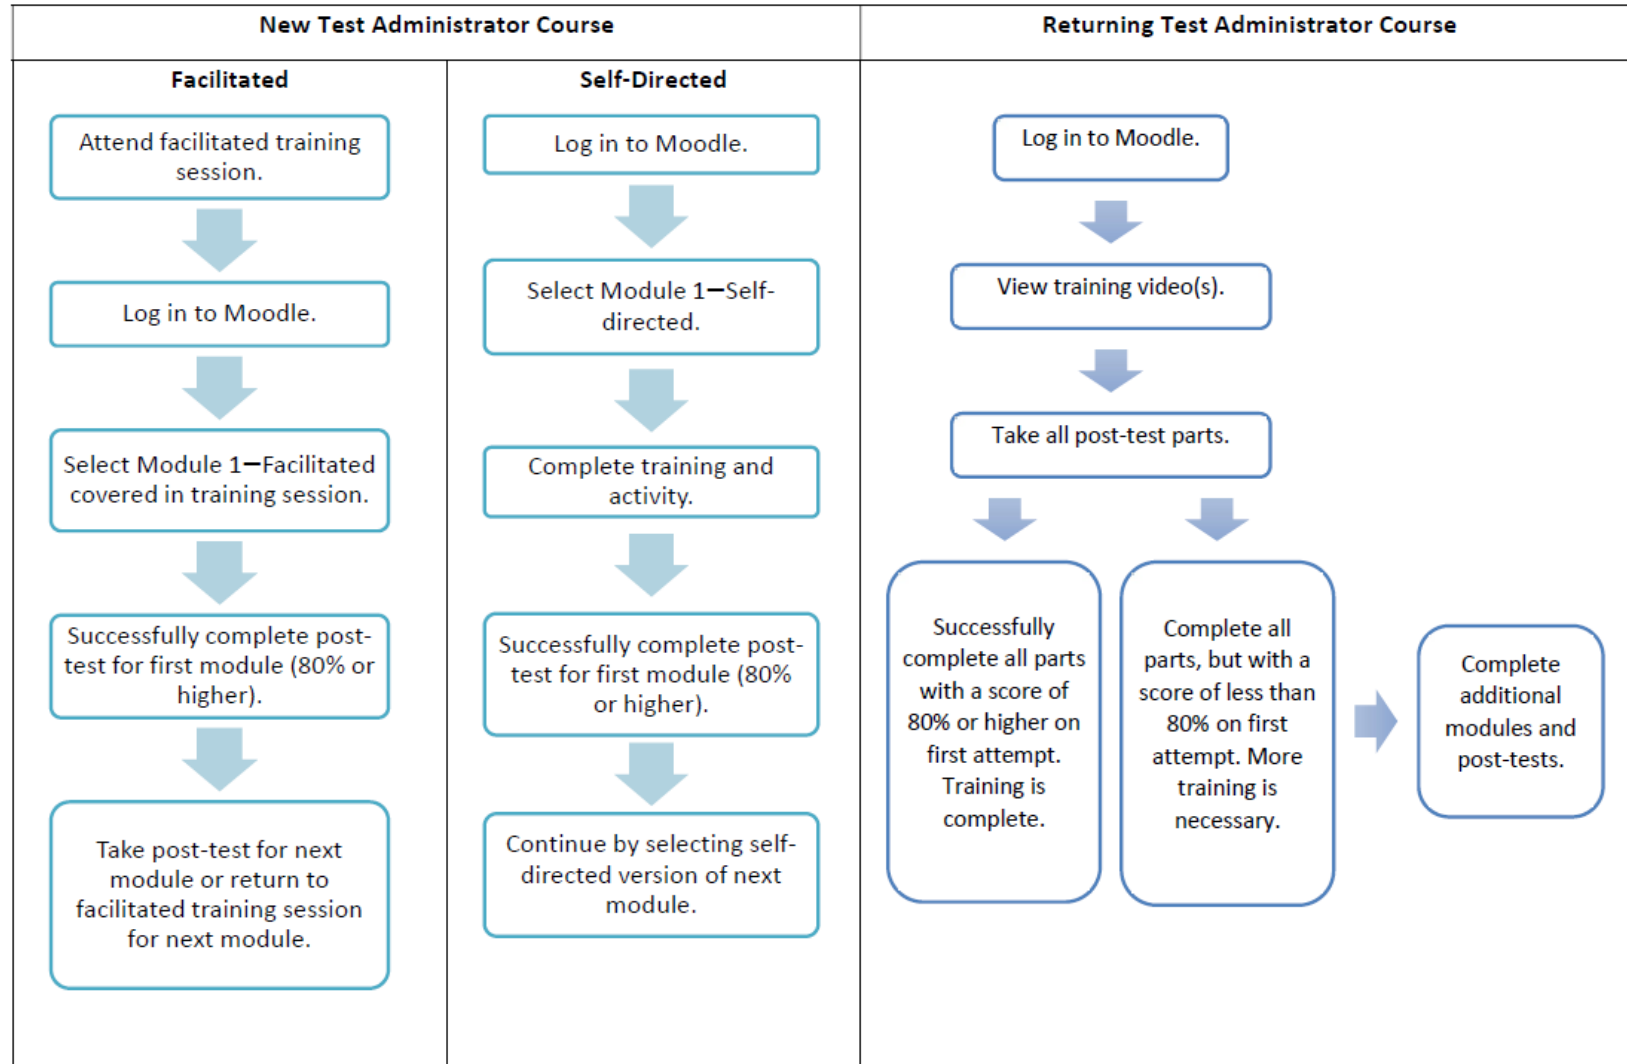 New Test Administrator Course
Returning Test Administrator Course
Facilitated
Attend facilitated training
session.
Log in to Moodle.
Select Module 1—Facilitated
covered in training session.
Successfully complete post-
test for first module (80% or
higher).
Take post-test for next
module or return to
facilitated training session
for next module.
Self-Directed
Log in to Moodle.
Select Module 1—Self-
directed.
Complete training and
activity.
Successfully complete post-
test for first module (80%
or higher).
Continue by selecting self-
directed version of next
module.
Log in to Moodle.
View training video(s).
Take all post-test parts.
Successfully
complete all parts
with a score of
80% or higher on
first attempt.
Training is
complete.
Complete all
parts, but with a
score of less than
80% on first
attempt. More
training is
necessary.
Complete
additional
modules and
post-tests.